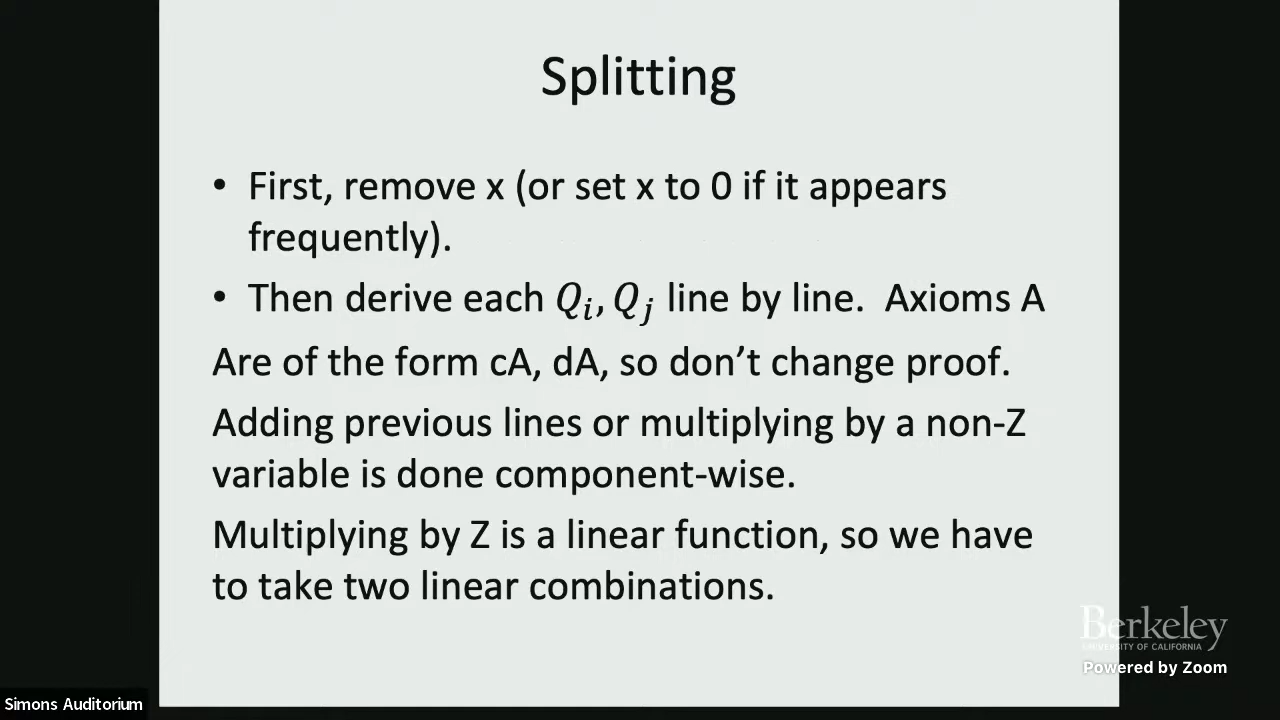 Splitting
• First, remove x (or set x to 0 if it appears
frequently).
• Then derive each Q_i, Q_j line by line. Axioms A
Are of the form cA, dA, so don't change proof.
Adding previous lines or multiplying by a non-Z
variable is done component-wise.
Multiplying by Z is a linear function, so we have
to take two linear combinations.
Berkeley
UNIVERSITY OF CALIFORNIA
Powered by Zoom
Simons Auditorium